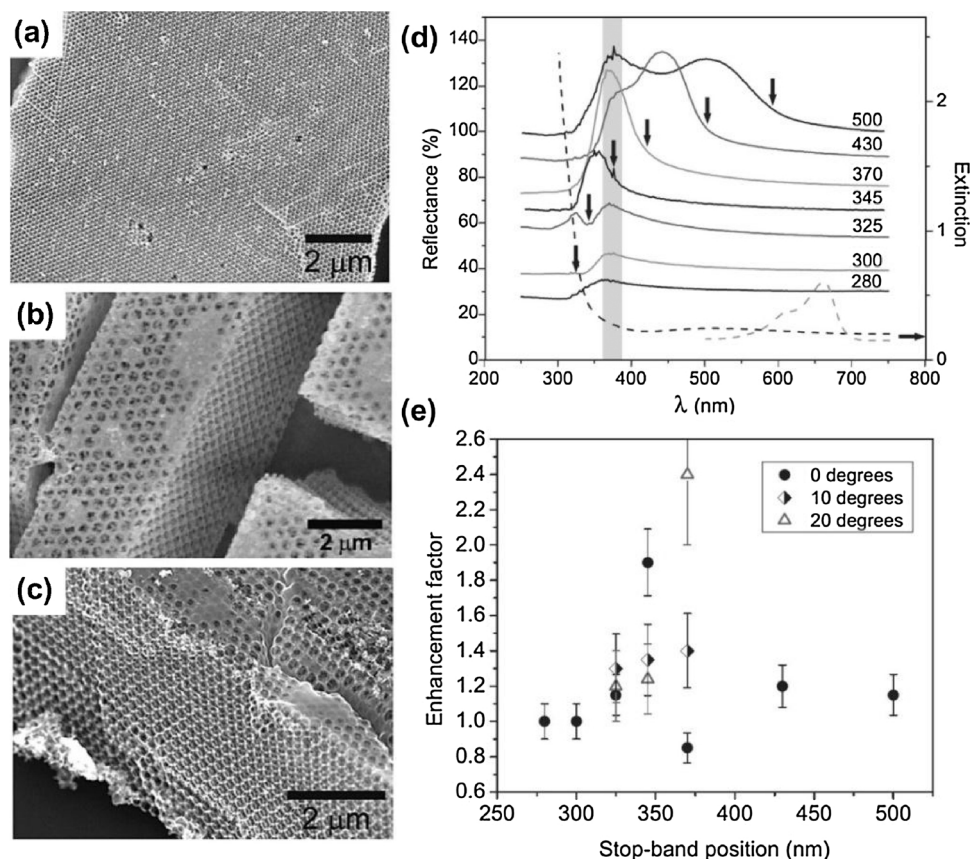 (a)
2 μm
(b)
2 μm
(c)
2 μm
(d)
Reflectance (%)
140
120
100
80
60
40
20
0
500
430
370
345
325
300
280
2
1
0
Extinction
200 300 400 500 600 700 800
λ (nm)
(e)
Enhancement factor
2.6
2.4
2.2
2.0
1.8
1.6
1.4
1.2
1.0
0.8
0.6
0 degrees
10 degrees
20 degrees
250 300 350 400 450 500
Stop-band position (nm)